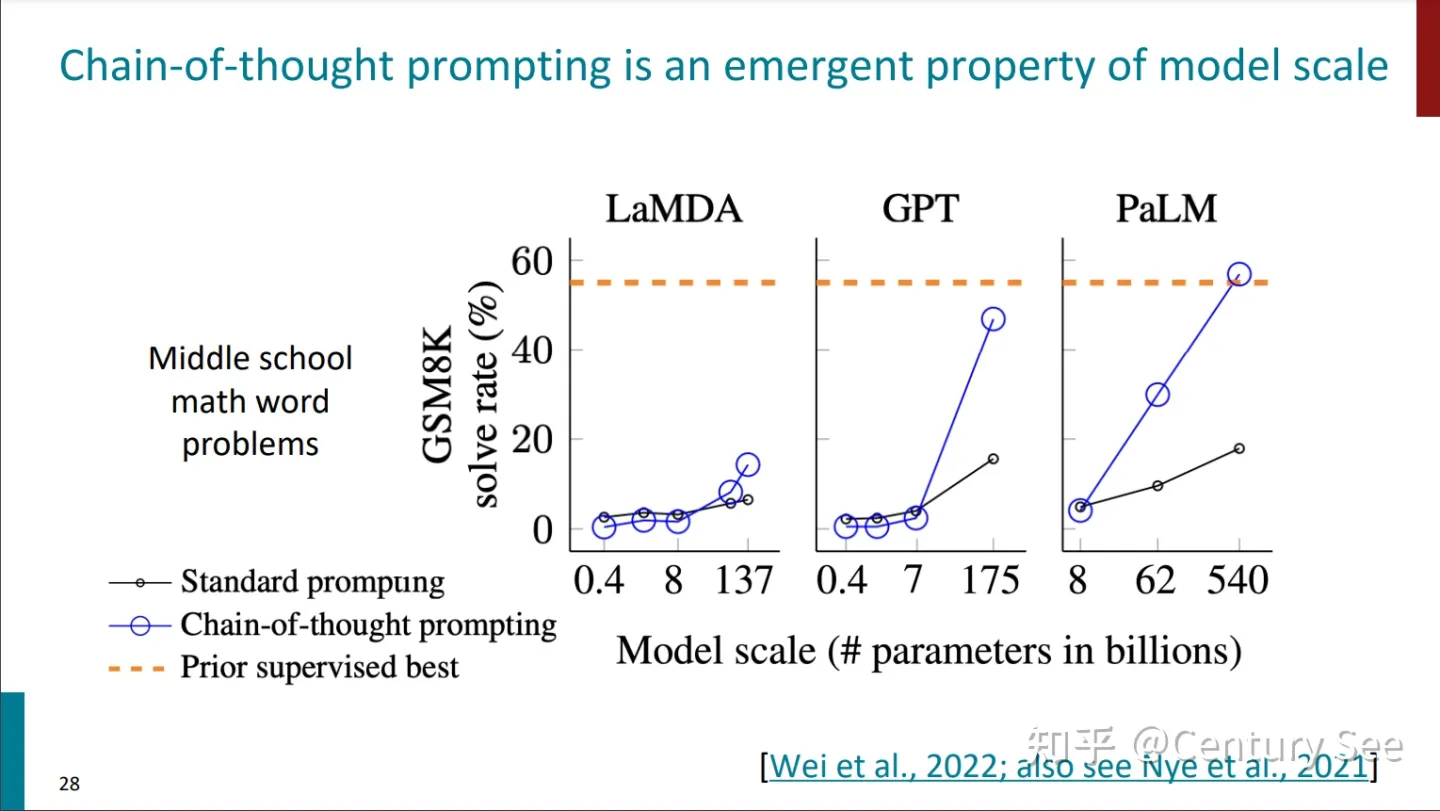 Chain-of-thought prompting is an emergent property of model scale
LaMDA
GPT
PaLM
Middle school
math word
problems
GSM8K
solve rate (%)
60
40
20
0
0.4 8 137
0.4 7 175
8 62 540
Standard prompting
Chain-of-thought prompting
Prior supervised best
Model scale (# parameters in billions)
知乎 @Century See
[Wei et al., 2022; also see Nye et al., 2021]
28